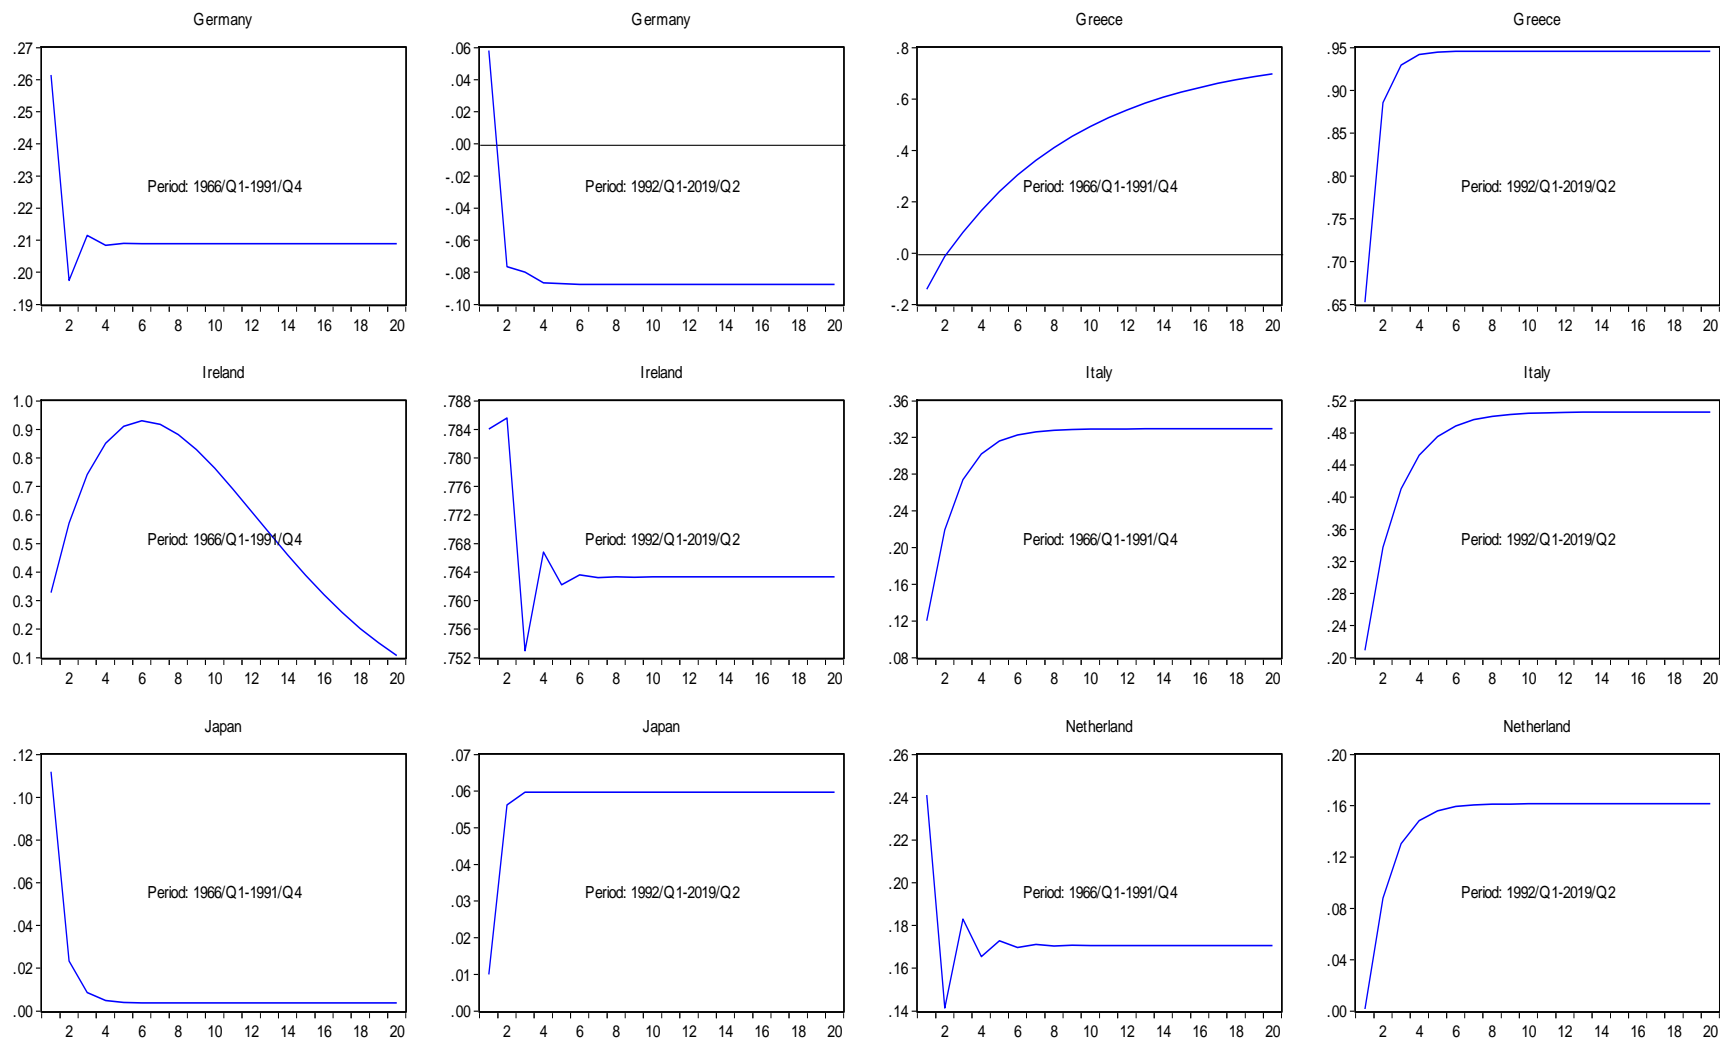 Germany
.27
.26
.25
.24
.23
.22
.21
.20
.19
Period: 1966/Q1-1991/Q4
2 4 6 8 10 12 14 16 18 20
Germany
.06
.04
.02
.00
-.02
-.04
-.06
-.08
-.10
Period: 1992/Q1-2019/Q2
2 4 6 8 10 12 14 16 18 20
Greece
.8
.6
.4
.2
.0
-.2
Period: 1966/Q1-1991/Q4
2 4 6 8 10 12 14 16 18 20
Greece
.95
.90
.85
.80
.75
.70
.65
Period: 1992/Q1-2019/Q2
2 4 6 8 10 12 14 16 18 20
Ireland
1.0
0.9
0.8
0.7
0.6
0.5
0.4
0.3
0.2
0.1
Period: 1966/Q1-1991/Q4
2 4 6 8 10 12 14 16 18 20
Ireland
.788
.784
.780
.776
.772
.768
.764
.760
.756
.752
Period: 1992/Q1-2019/Q2
2 4 6 8 10 12 14 16 18 20
Italy
.36
.32
.28
.24
.20
.16
.12
.08
Period: 1966/Q1-1991/Q4
2 4 6 8 10 12 14 16 18 20
Italy
.52
.48
.44
.40
.36
.32
.28
.24
.20
Period: 1992/Q1-2019/Q2
2 4 6 8 10 12 14 16 18 20
Japan
.12
.10
.08
.06
.04
.02
.00
Period: 1966/Q1-1991/Q4
2 4 6 8 10 12 14 16 18 20
Japan
.07
.06
.05
.04
.03
.02
.01
.00
Period: 1992/Q1-2019/Q2
2 4 6 8 10 12 14 16 18 20
Netherland
.26
.24
.22
.20
.18
.16
.14
Period: 1966/Q1-1991/Q4
2 4 6 8 10 12 14 16 18 20
Netherland
.20
.16
.12
.08
.04
.00
Period: 1992/Q1-2019/Q2
2 4 6 8 10 12 14 16 18 20